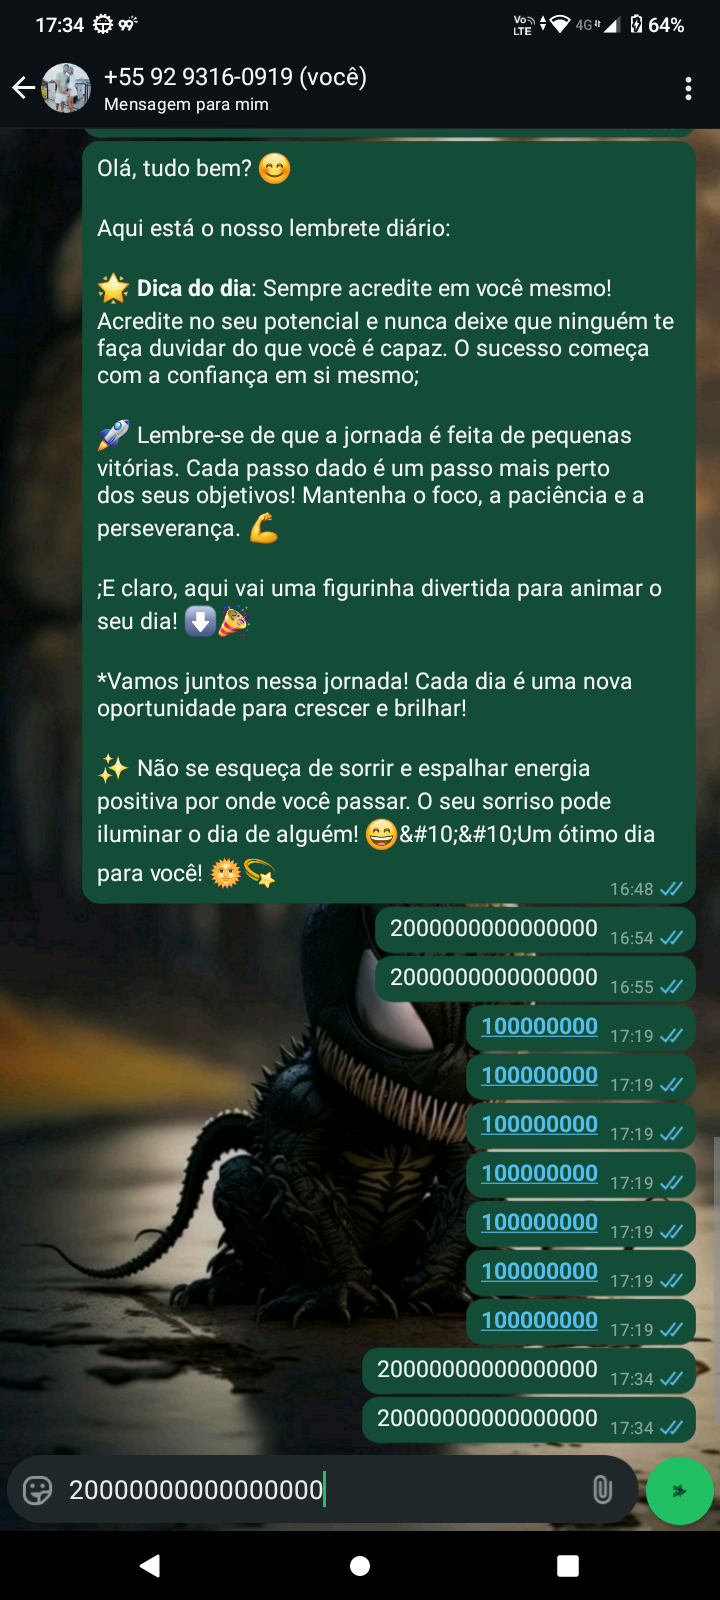 17:34 Vo LTE 4G 64%
+55 92 9316-0919 (você)
Mensagem para mim
Olá, tudo bem? 😊
Aqui está o nosso lembrete diário:
🌟 Dica do dia: Sempre acredite em você mesmo!
Acredite no seu potencial e nunca deixe que ninguém te
faça duvidar do que você é capaz. O sucesso começa
com a confiança em si mesmo;
🚀 Lembre-se de que a jornada é feita de pequenas
vitórias. Cada passo dado é um passo mais perto
dos seus objetivos! Mantenha o foco, a paciência e a
perseverança. 💪
;E claro, aqui vai uma figurinha divertida para animar o
seu dia! ⬇️🎉
*Vamos juntos nessa jornada! Cada dia é uma nova
oportunidade para crescer e brilhar!
✨ Não se esqueça de sorrir e espalhar energia
positiva por onde você passar. O seu sorriso pode
iluminar o dia de alguém! 😄&#10;&#10;Um ótimo dia
para você! 🌞💫
16:48
2000000000000000 16:54
2000000000000000 16:55
100000000 17:19
100000000 17:19
100000000 17:19
100000000 17:19
100000000 17:19
100000000 17:19
100000000 17:19
20000000000000000 17:34
20000000000000000 17:34
20000000000000000